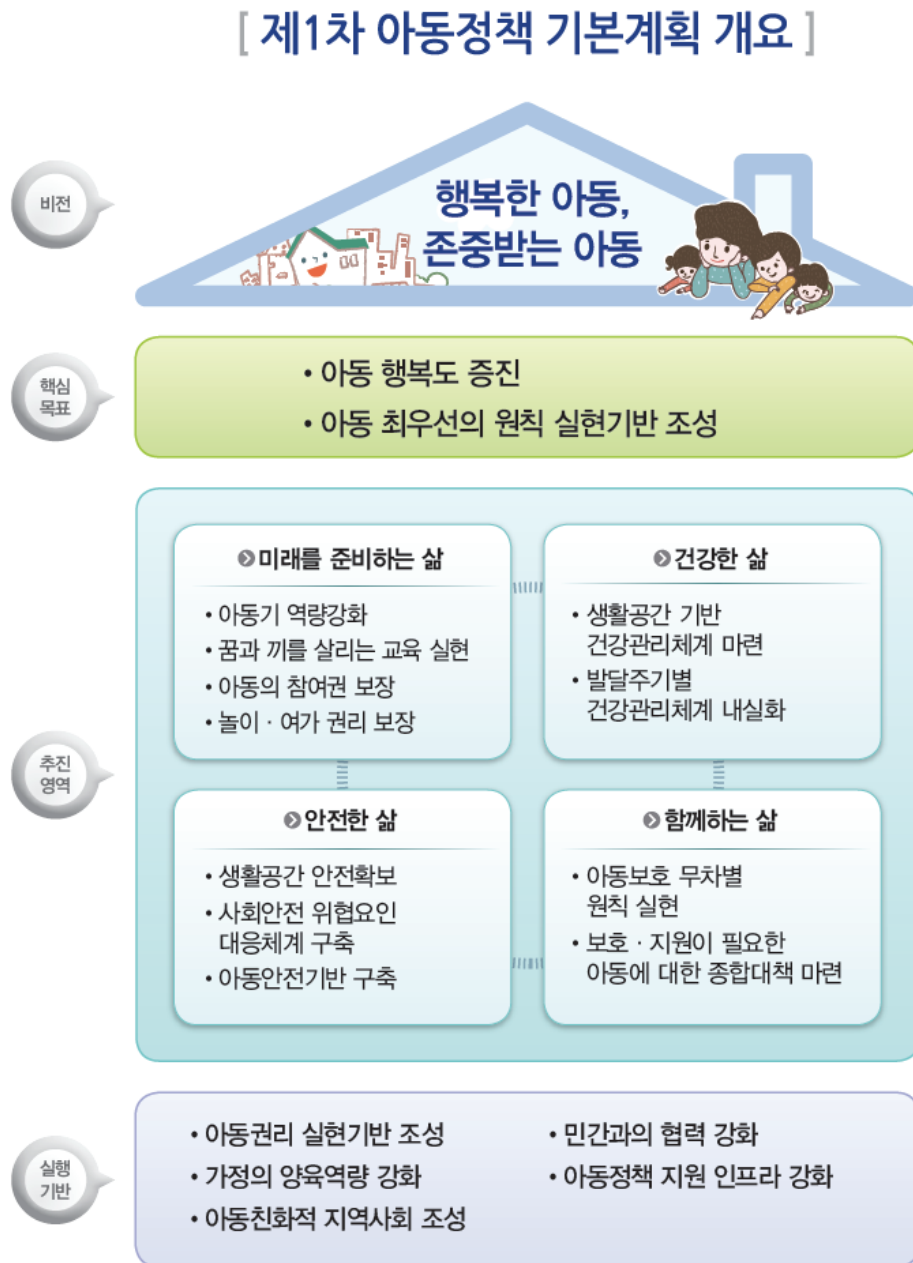 [ 제1차 아동정책 기본계획 개요 ]
비전
행복한 아동,
존중받는 아동
핵심
목표
• 아동 행복도 증진
• 아동 최우선의 원칙 실현기반 조성
추진
영역
미래를 준비하는 삶
• 아동기 역량강화
• 꿈과 끼를 살리는 교육 실현
• 아동의 참여권 보장
• 놀이 · 여가 권리 보장
건강한 삶
• 생활공간 기반
건강관리체계 마련
• 발달주기별
건강관리체계 내실화
안전한 삶
• 생활공간 안전확보
• 사회안전 위협요인
대응체계 구축
• 아동안전기반 구축
함께하는 삶
• 아동보호 무차별
원칙 실현
• 보호 · 지원이 필요한
아동에 대한 종합대책 마련
실행
기반
• 아동권리 실현기반 조성
• 가정의 양육역량 강화
• 아동친화적 지역사회 조성
• 민간과의 협력 강화
• 아동정책 지원 인프라 강화